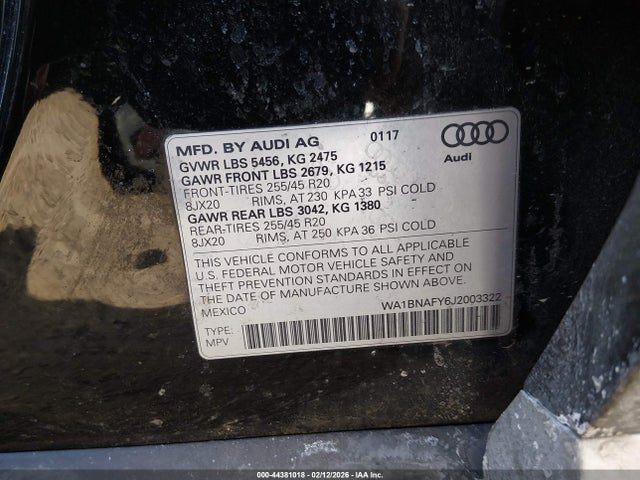 MFD. BY AUDI AG 0117
GVWR LBS 5456, KG 2475
GAWR FRONT LBS 2679, KG 1215
FRONT-TIRES 255/45 R20
8JX20 RIMS, AT 230 KPA 33 PSI COLD
GAWR REAR LBS 3042, KG 1380
REAR-TIRES 255/45 R20
8JX20 RIMS, AT 250 KPA 36 PSI COLD
Audi
THIS VEHICLE CONFORMS TO ALL APPLICABLE
U.S. FEDERAL MOTOR VEHICLE SAFETY AND
THEFT PREVENTION STANDARDS IN EFFECT ON
THE DATE OF MANUFACTURE SHOWN ABOVE.
MEXICO WA1BNAFY6J2003322
TYPE:
MPV
000-44381018 - 02/12/2026 - IAA Inc.